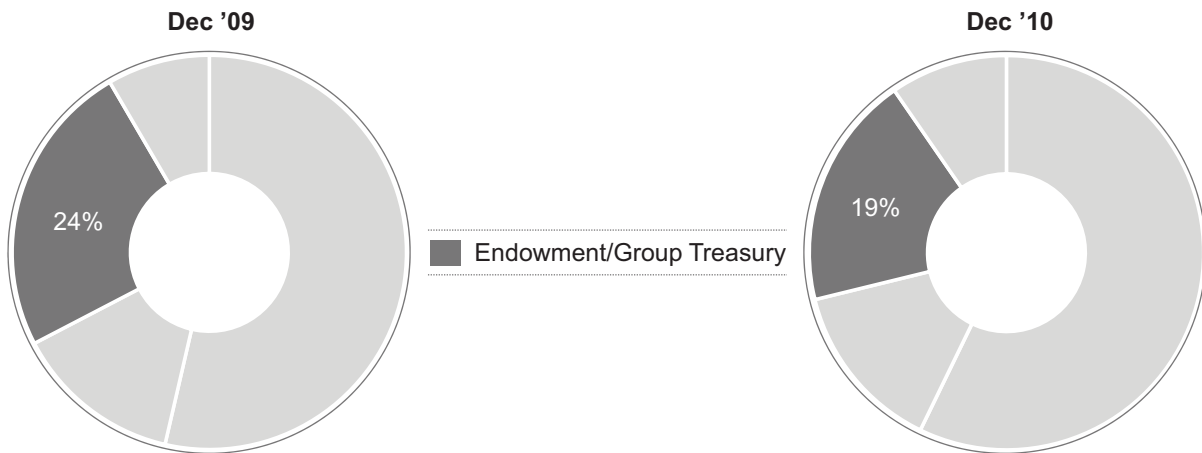 Dec ’09
Dec ’10
24%
19%
Endowment/Group Treasury